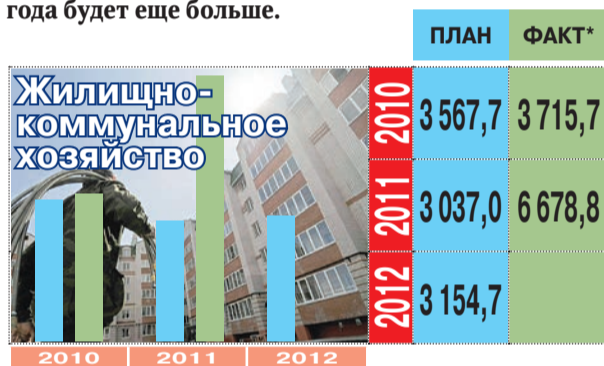 года будет еще больше.
ПЛАН ФАКТ*
Жилищно-
коммунальное
хозяйство
2010 3 567,7 3 715,7
2011 3 037,0 6 678,8
2012 3 154,7
2010 2011 2012